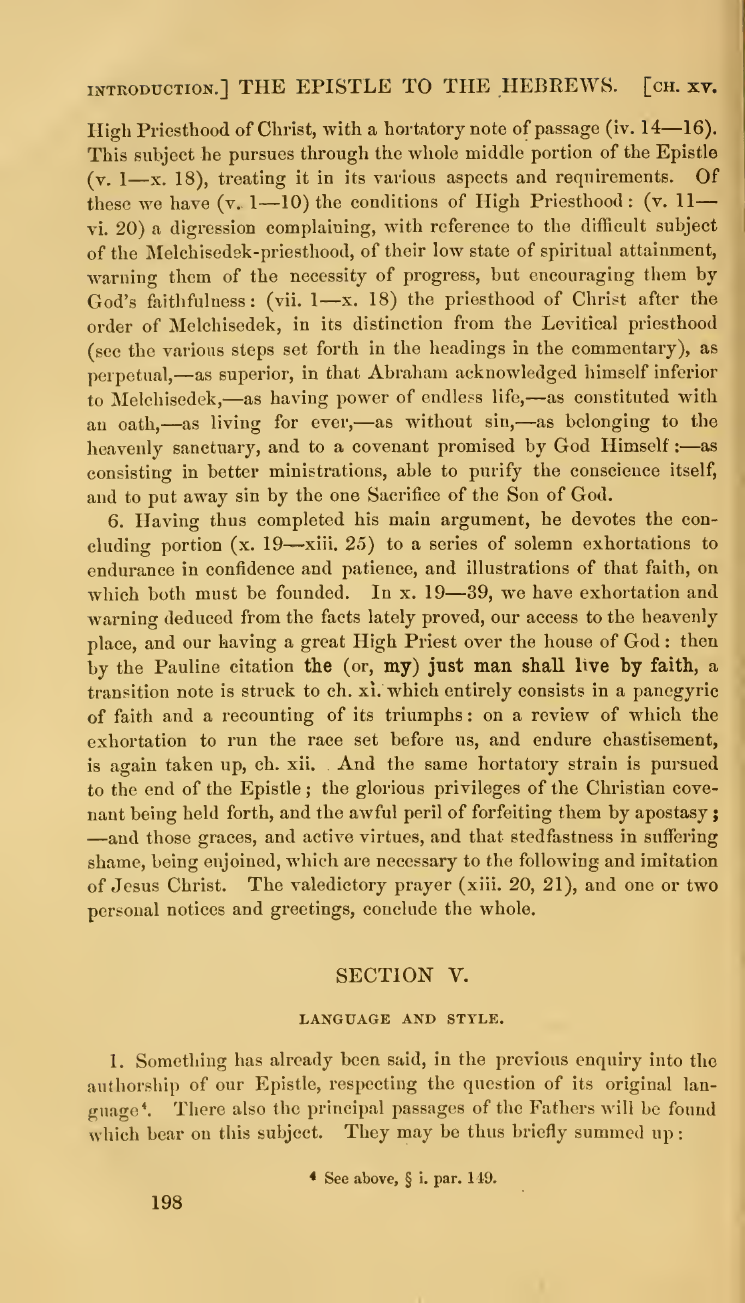 INTRODUCTION.] THE EPISTLE TO THE HEBREWS. [CH. XV.
High Priesthood of Christ, with a hortatory note of passage (iv. 14—16).
This subject he pursues through the whole middle portion of the Epistle
(v. 1—x. 18), treating it in its various aspects and requirements. Of
these we have (v. 1—10) the conditions of High Priesthood: (v. 11—
vi. 20) a digression complaining, with reference to the difficult subject
of the Melchisedek-priesthood, of their low state of spiritual attainment,
warning them of the necessity of progress, but encouraging them by
God's faithfulness: (vii. 1—x. 18) the priesthood of Christ after the
order of Melchisedek, in its distinction from the Levitical priesthood
(see the various steps set forth in the headings in the commentary), as
perpetual,—as superior, in that Abraham acknowledged himself inferior
to Melchisedek,—as having power of endless life,—as constituted with
an oath,—as living for ever,—as without sin,—as belonging to the
heavenly sanctuary, and to a covenant promised by God Himself:—as
consisting in better ministrations, able to purify the conscience itself,
and to put away sin by the one Sacrifice of the Son of God.
6. Having thus completed his main argument, he devotes the con-
cluding portion (x. 19—xiii. 25) to a series of solemn exhortations to
endurance in confidence and patience, and illustrations of that faith, on
which both must be founded. In x. 19—39, we have exhortation and
warning deduced from the facts lately proved, our access to the heavenly
place, and our having a great High Priest over the house of God: then
by the Pauline citation the (or, my) just man shall live by faith, a
transition note is struck to ch. xi. which entirely consists in a panegyric
of faith and a recounting of its triumphs: on a review of which the
exhortation to run the race set before us, and endure chastisement,
is again taken up, ch. xii. And the same hortatory strain is pursued
to the end of the Epistle; the glorious privileges of the Christian cove-
nant being held forth, and the awful peril of forfeiting them by apostasy;
—and those graces, and active virtues, and that stedfastness in suffering
shame, being enjoined, which are necessary to the following and imitation
of Jesus Christ. The valedictory prayer (xiii. 20, 21), and one or two
personal notices and greetings, conclude the whole.
SECTION V.
LANGUAGE AND STYLE.
1. Something has already been said, in the previous enquiry into the
authorship of our Epistle, respecting the question of its original lan-
guage⁴. There also the principal passages of the Fathers will be found
which bear on this subject. They may be thus briefly summed up:
⁴ See above, § i. par. 149.
198